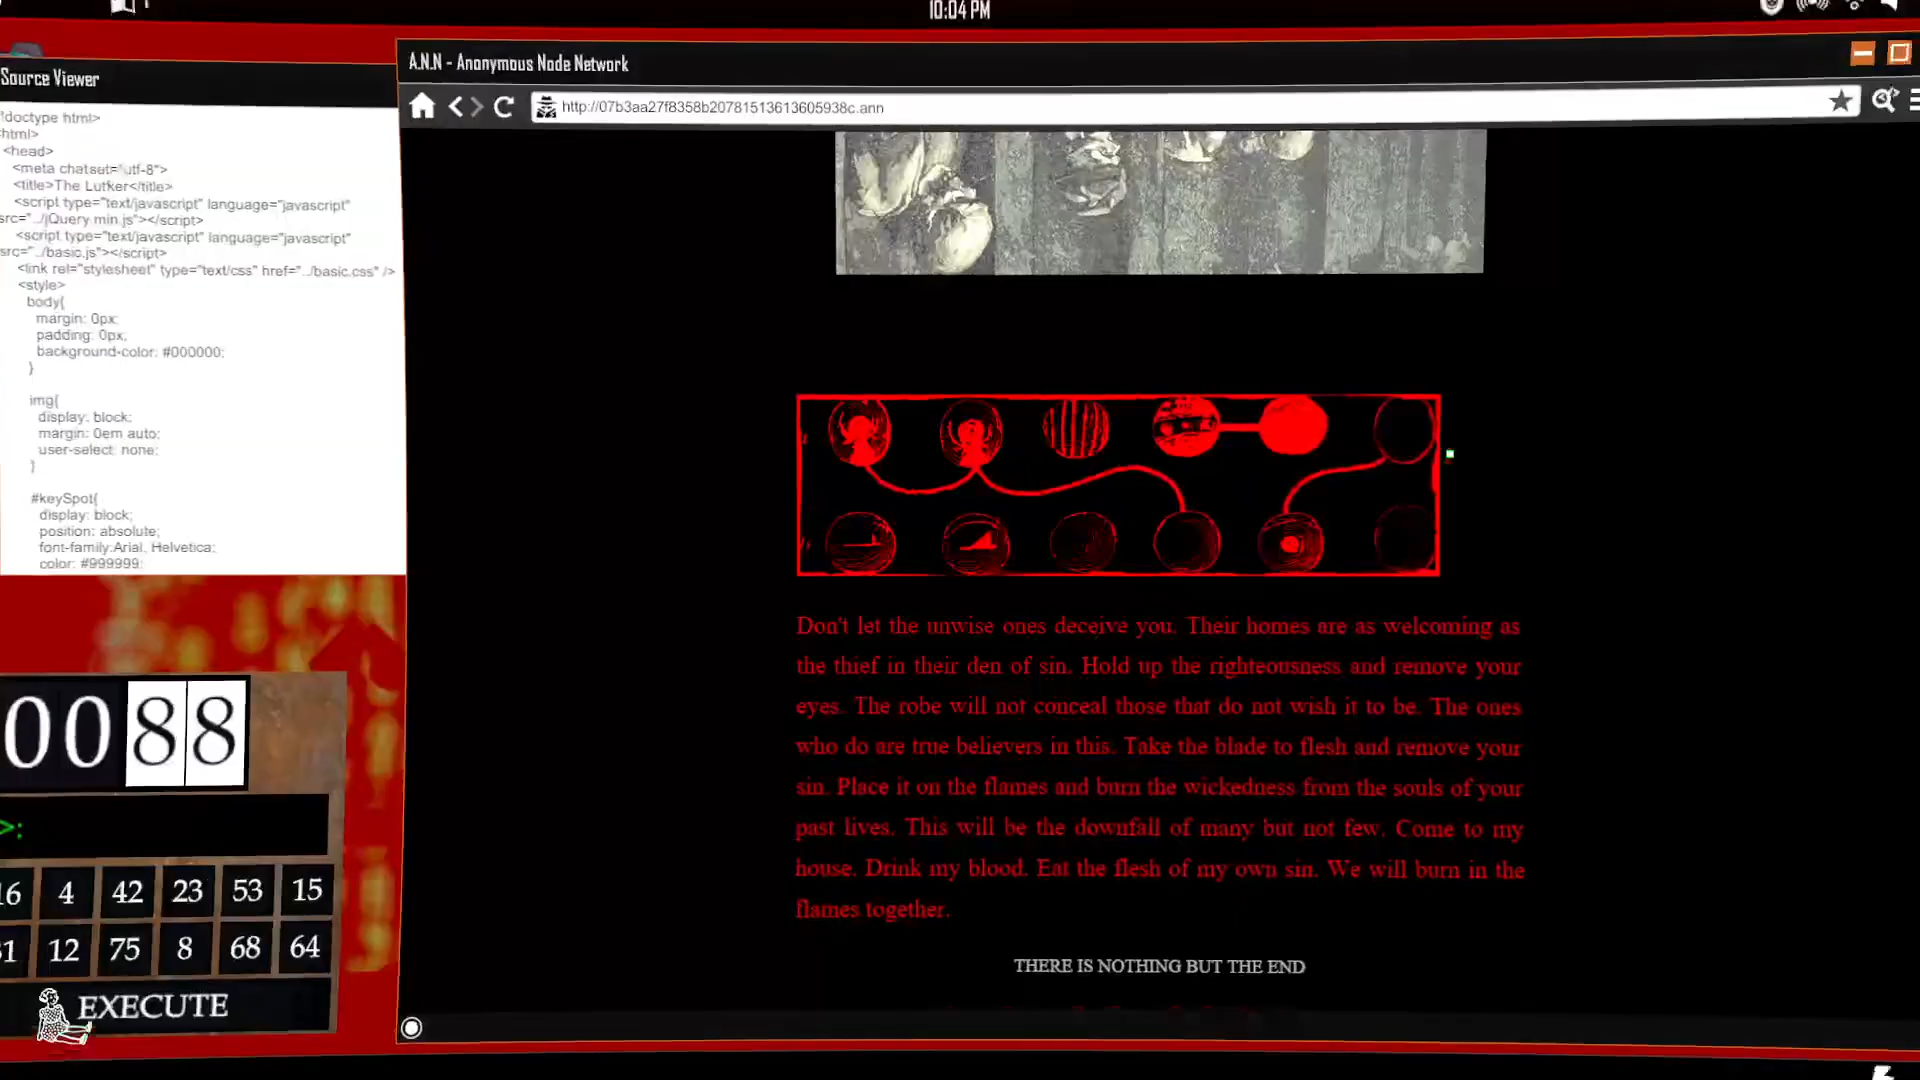 10:04 PM
Source Viewer
A.N.N - Anonymous Node Network
http://07b3aa27f8358b20781513613605938c.ann
!doctype html>
html>
<head>
<meta chatset="utf-8">
<title>The Lutker</title>
<script type="text/javascript" language="javascript"
src="../jQuery.min.js"></script>
<script type="text/javascript" language="javascript"
src="../basic.js"></script>
<link rel="stylesheet" type="text/css" href="../basic.css" />
<style>
body{
margin: 0px;
padding: 0px;
background-color: #000000;
}
img{
display: block;
margin: 0em auto;
user-select: none;
}
#keySpot{
display: block;
position: absolute;
font-family:Arial, Helvetica;
color: #999999;
0088
>:
16 4 42 23 53 15
12 75 8 68 64
EXECUTE
Don't let the unwise ones deceive you. Their homes are as welcoming as
the thief in their den of sin. Hold up the righteousness and remove your
eyes. The robe will not conceal those that do not wish it to be. The ones
who do are true believers in this. Take the blade to flesh and remove your
sin. Place it on the flames and burn the wickedness from the souls of your
past lives. This will be the downfall of many but not few. Come to my
house. Drink my blood. Eat the flesh of my own sin. We will burn in the
flames together.
THERE IS NOTHING BUT THE END